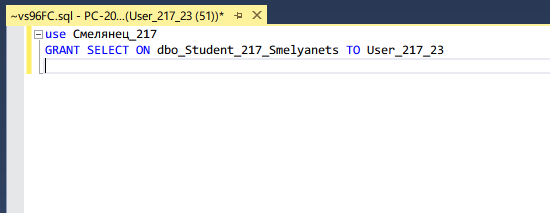 ~vs96FC.sql - PC-20...(User_217_23 (51))*
use Смелянец_217
GRANT SELECT ON dbo_Student_217_Smelyanets TO User_217_23